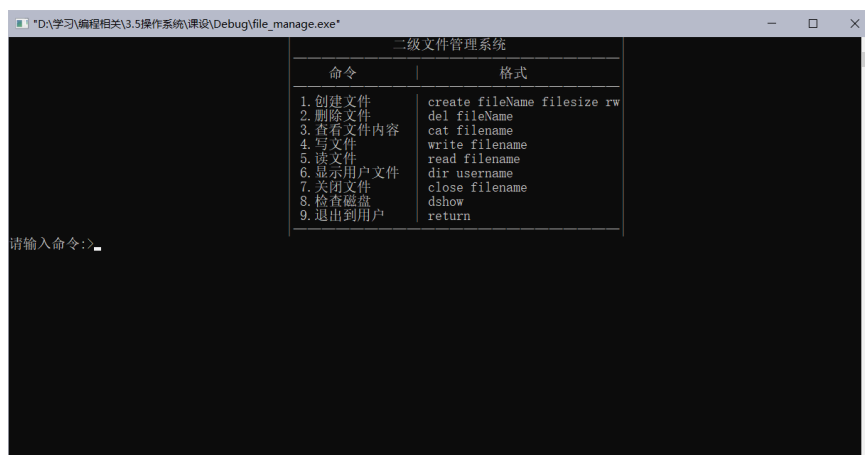 "D:\学习\编程相关\3.5操作系统\课设\Debug\file_manage.exe"
二级文件管理系统
命令 格式
1.创建文件 create fileName filesize rw
2.删除文件 del fileName
3.查看文件内容 cat filename
4.写文件 write filename
5.读文件 read filename
6.显示用户文件 dir username
7.关闭文件 close filename
8.检查磁盘 dshow
9.退出到用户 return
请输入命令:>